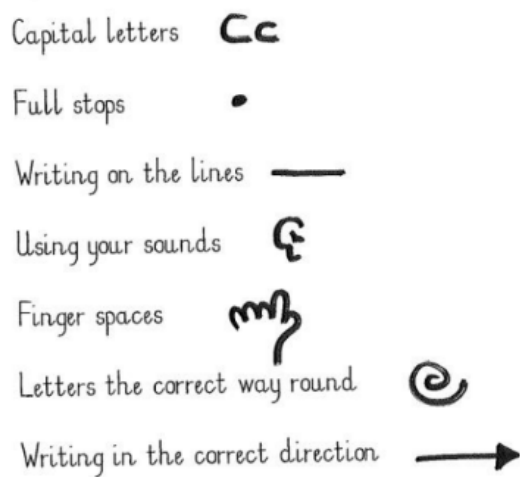 Capital letters Cc
Full stops
Writing on the lines
Using your sounds
Finger spaces
Letters the correct way round
Writing in the correct direction